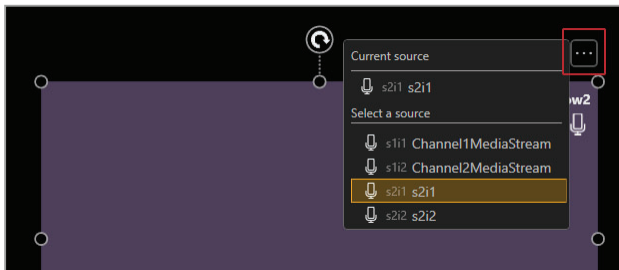 Current source
s2i1 s2i1
Select a source
s1i1 Channel1MediaStream
s1i2 Channel2MediaStream
s2i1 s2i1
s2i2 s2i2